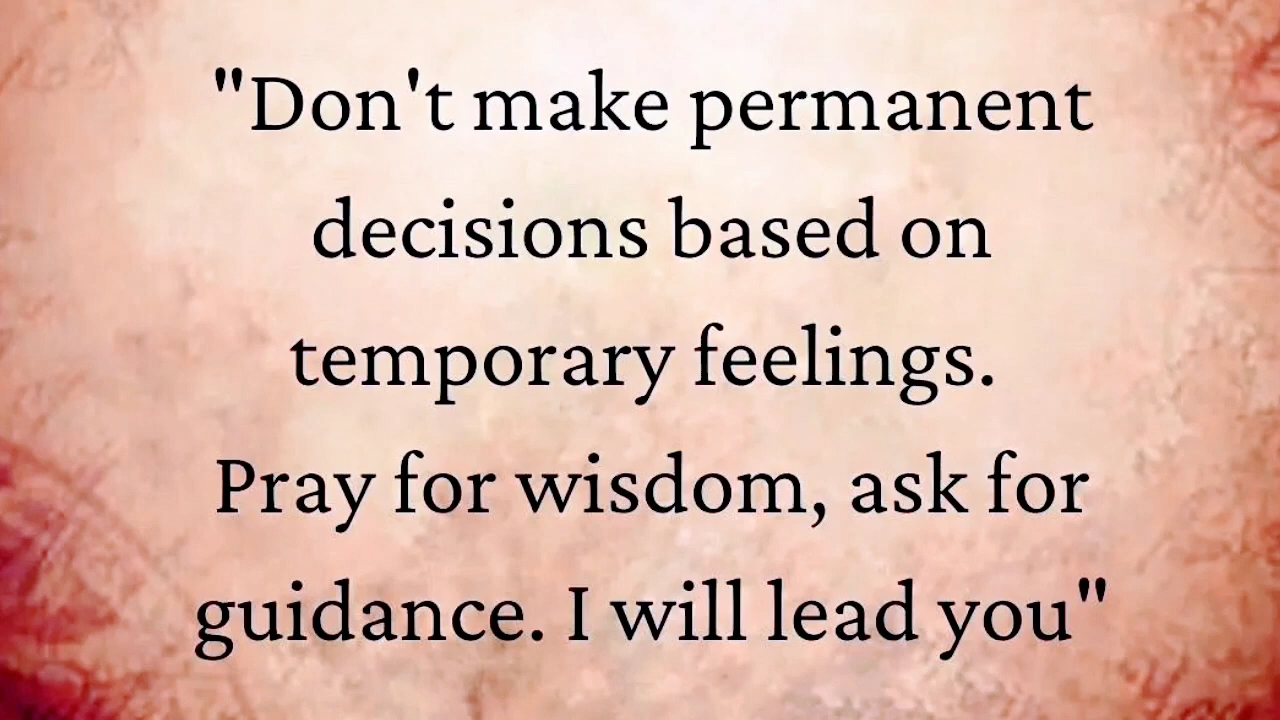 "Don't make permanent
decisions based on
temporary feelings.
Pray for wisdom, ask for
guidance. I will lead you"